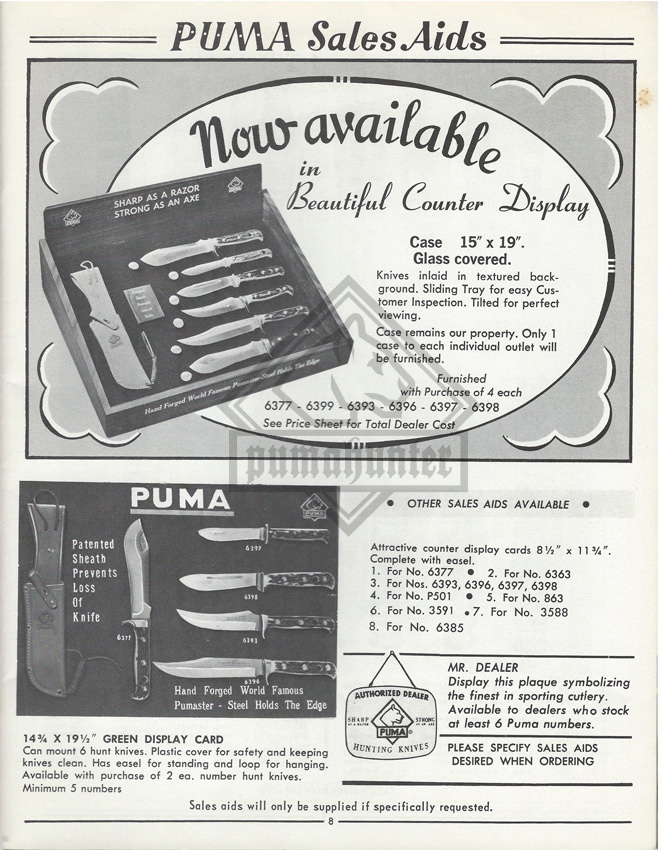 PUMA Sales Aids
Now available
in
Beautiful Counter Display
SHARP AS A RAZOR
STRONG AS AN AXE
Hand Forged World Famous Pumaster-Steel Holds The Edge
Case 15" x 19".
Glass covered.
Knives inlaid in textured back-
ground. Sliding Tray for easy Cus-
tomer Inspection. Tilted for perfect
viewing.
Case remains our property. Only 1
case to each individual outlet will
be furnished.
Furnished
with Purchase of 4 each
6377 - 6399 - 6393 - 6396 - 6397 - 6398
See Price Sheet for Total Dealer Cost
pumahunter
PUMA
PUMA
Patented
Sheath
Prevents
Loss
Of
Knife
6377
6397
6398
6393
6396
Hand Forged World Famous
Pumaster - Steel Holds The Edge
14¾ X 19½" GREEN DISPLAY CARD
Can mount 6 hunt knives. Plastic cover for safety and keeping
knives clean. Has easel for standing and loop for hanging.
Available with purchase of 2 ea. number hunt knives.
Minimum 5 numbers
• OTHER SALES AIDS AVAILABLE •
Attractive counter display cards 8½" x 11¾".
Complete with easel.
1. For No. 6377 • 2. For No. 6363
3. For Nos. 6393, 6396, 6397, 6398
4. For No. P501 • 5. For No. 863
6. For No. 3591 • 7. For No. 3588
8. For No. 6385
AUTHORIZED DEALER
SHARP AS A RAZOR
STRONG AS AN AXE
PUMA
HUNTING KNIVES
MR. DEALER
Display this plaque symbolizing
the finest in sporting cutlery.
Available to dealers who stock
at least 6 Puma numbers.
PLEASE SPECIFY SALES AIDS
DESIRED WHEN ORDERING
Sales aids will only be supplied if specifically requested.
8